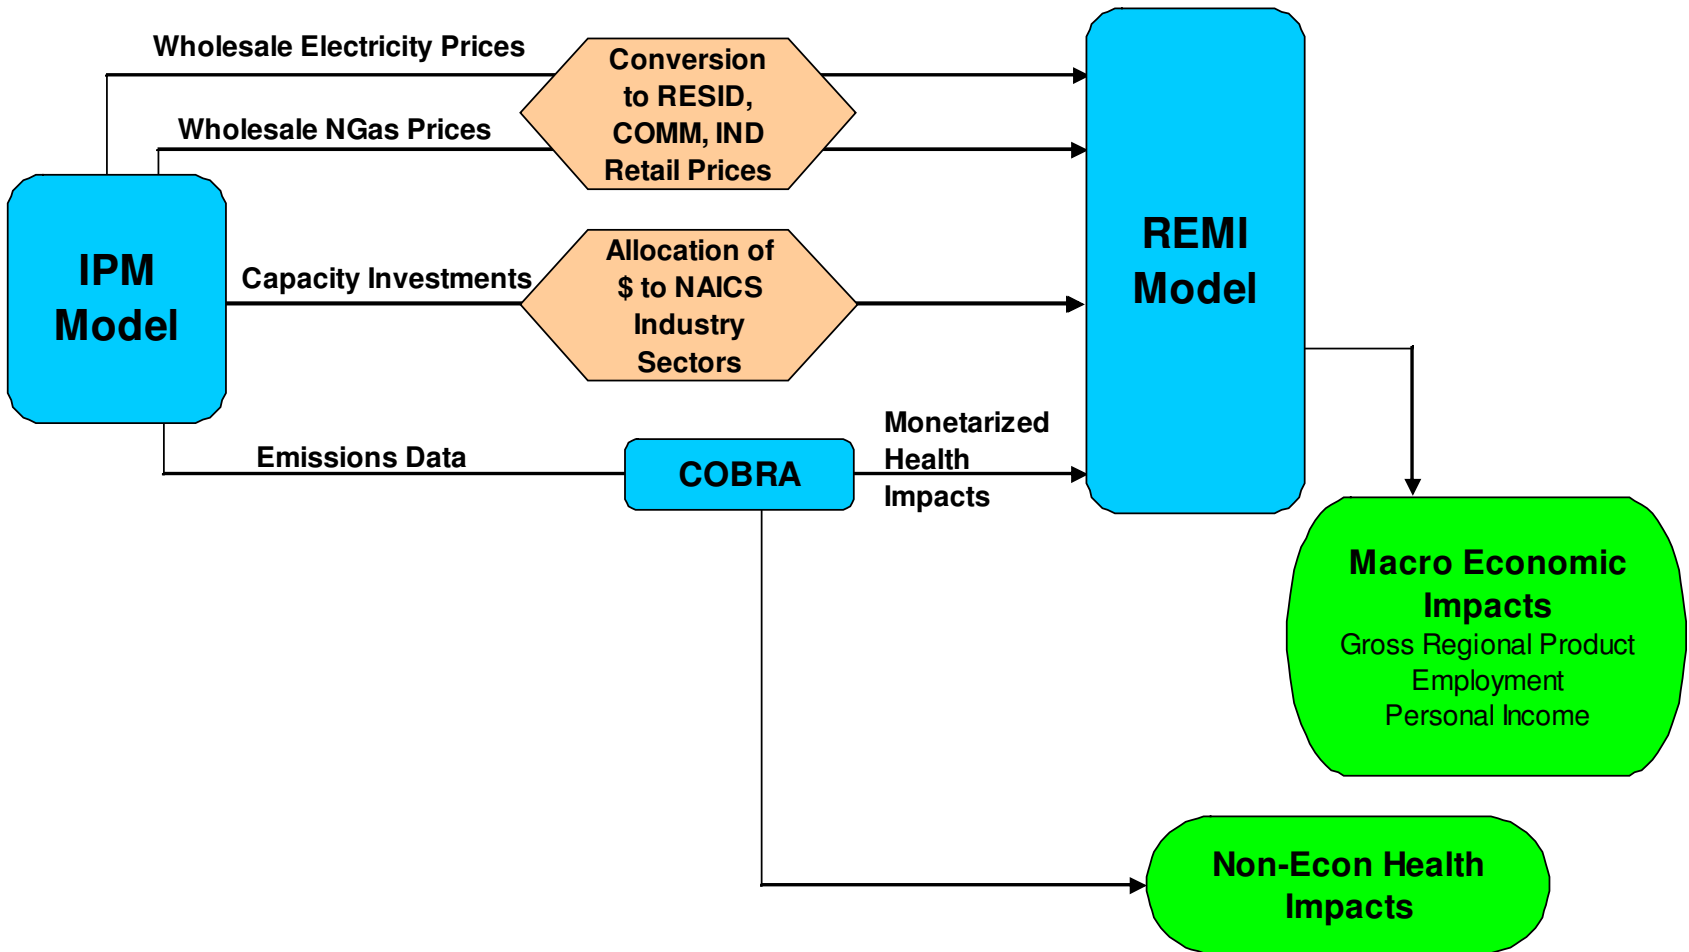 Wholesale Electricity Prices
Conversion
to RESID,
COMM, IND
Retail Prices
Wholesale NGas Prices
IPM
Model
Capacity Investments
Allocation of
$ to NAICS
Industry
Sectors
REMI
Model
Emissions Data
COBRA
Monetarized
Health
Impacts
Macro Economic
Impacts
Gross Regional Product
Employment
Personal Income
Non-Econ Health
Impacts